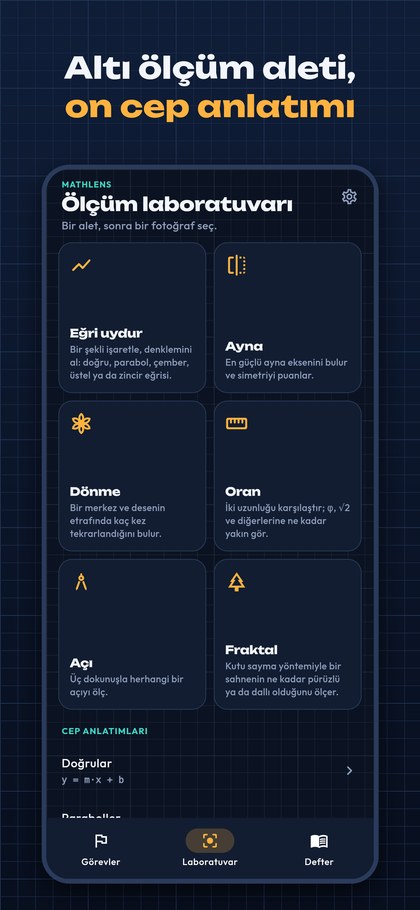 Altı ölçüm aleti,
on cep anlatımı
MATHLENS
Ölçüm laboratuvarı
Bir alet, sonra bir fotoğraf seç.
Eğri uydur
Bir şekli işaretle, denklemini
al: doğru, parabol, çember,
üstel ya da zincir eğrisi.
Ayna
En güçlü ayna eksenini bulur
ve simetriyi puanlar.
Dönme
Bir merkez ve desenin
etrafında kaç kez
tekrarlandığını bulur.
Oran
İki uzunluğu karşılaştır; φ, √2
ve diğerlerine ne kadar
yakın gör.
Açı
Üç dokunuşla herhangi bir
açıyı ölç.
Fraktal
Kutu sayma yöntemiyle bir
sahnenin ne kadar pürüzlü
ya da dallı olduğunu ölçer.
CEP ANLATIMLARI
Doğrular
y = m·x + b
Görevler
Laboratuvar
Defter